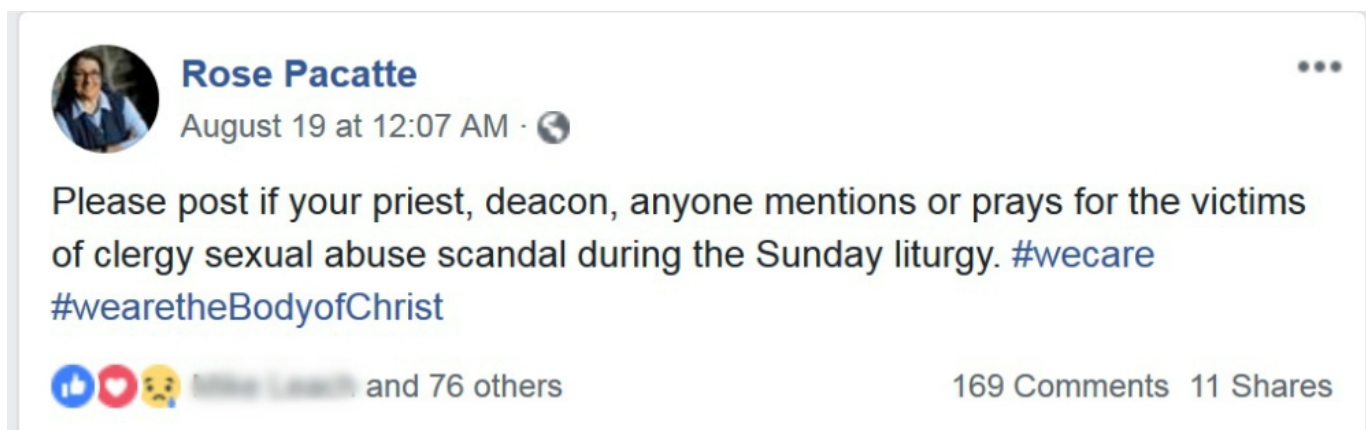 Rose Pacatte
August 19 at 12:07 AM ·
Please post if your priest, deacon, anyone mentions or prays for the victims
of clergy sexual abuse scandal during the Sunday liturgy. #wecare
#wearetheBodyofChrist
and 76 others 169 Comments 11 Shares